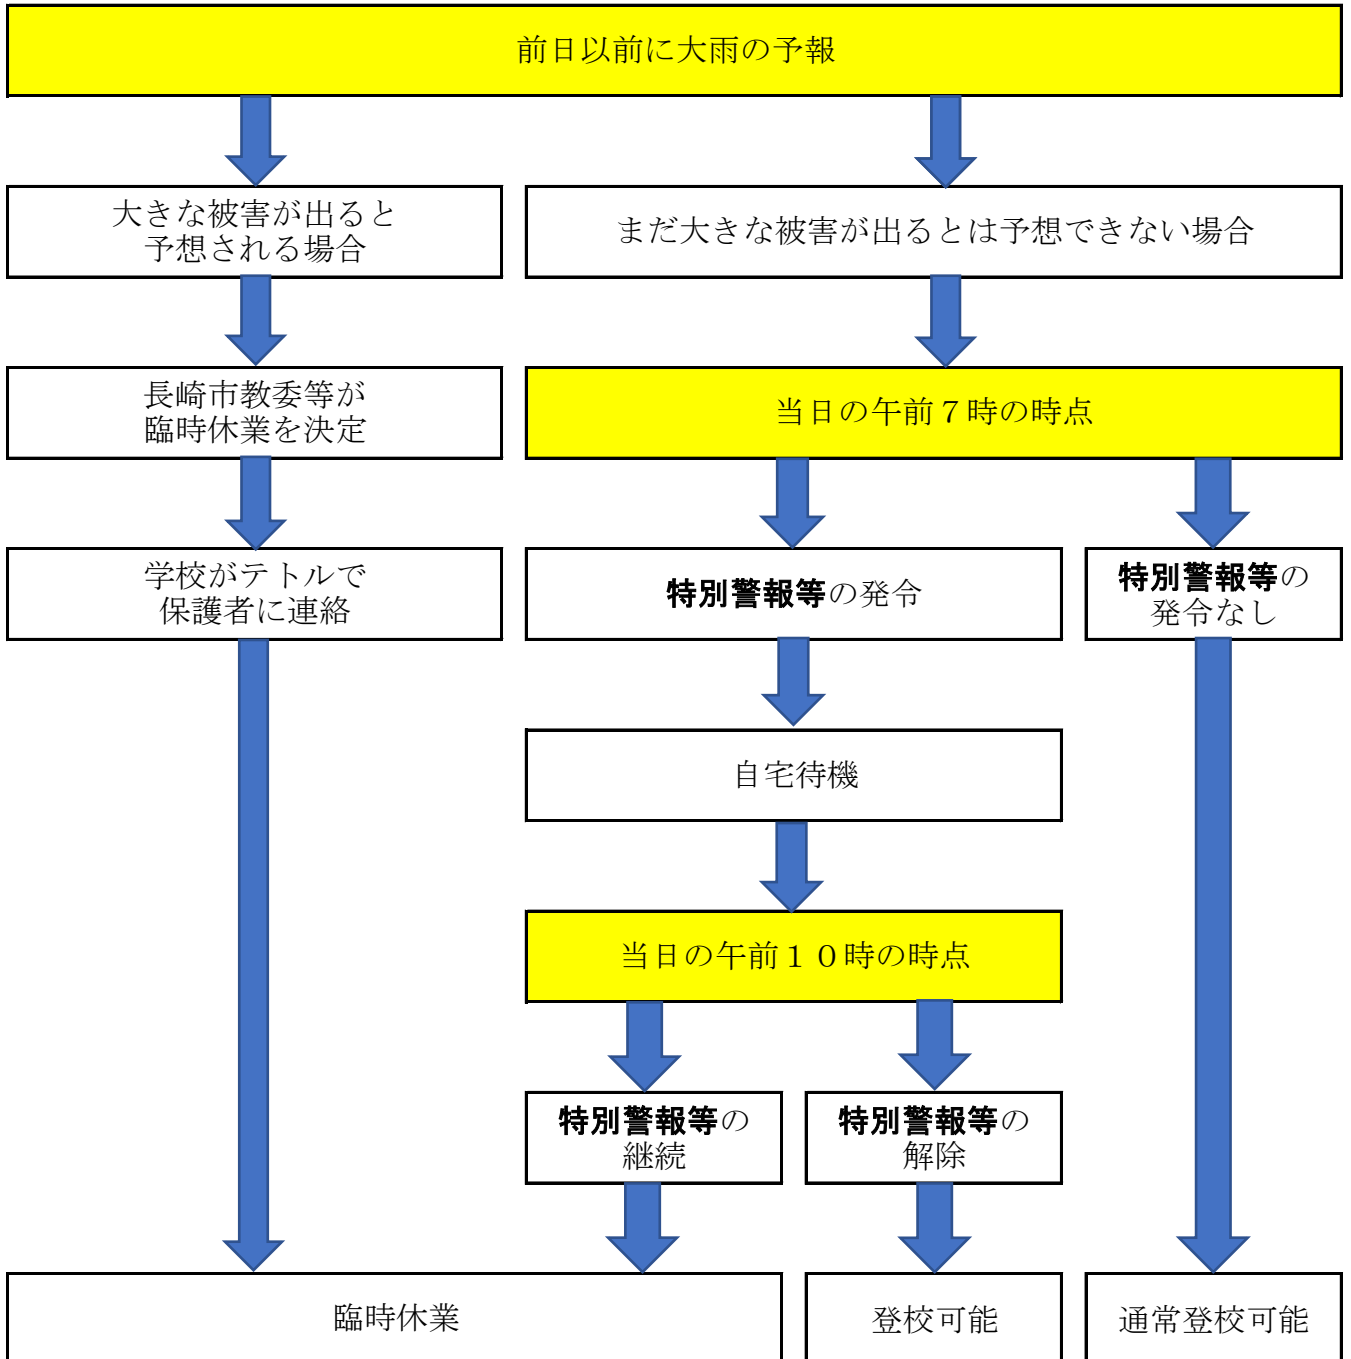 前日以前に大雨の予報
大きな被害が出ると
予想される場合
まだ大きな被害が出るとは予想できない場合
長崎市教委等が
臨時休業を決定
当日の午前７時の時点
学校がテトルで
保護者に連絡
特別警報等の発令
特別警報等の
発令なし
自宅待機
当日の午前１０時の時点
特別警報等の
継続
特別警報等の
解除
臨時休業
登校可能
通常登校可能